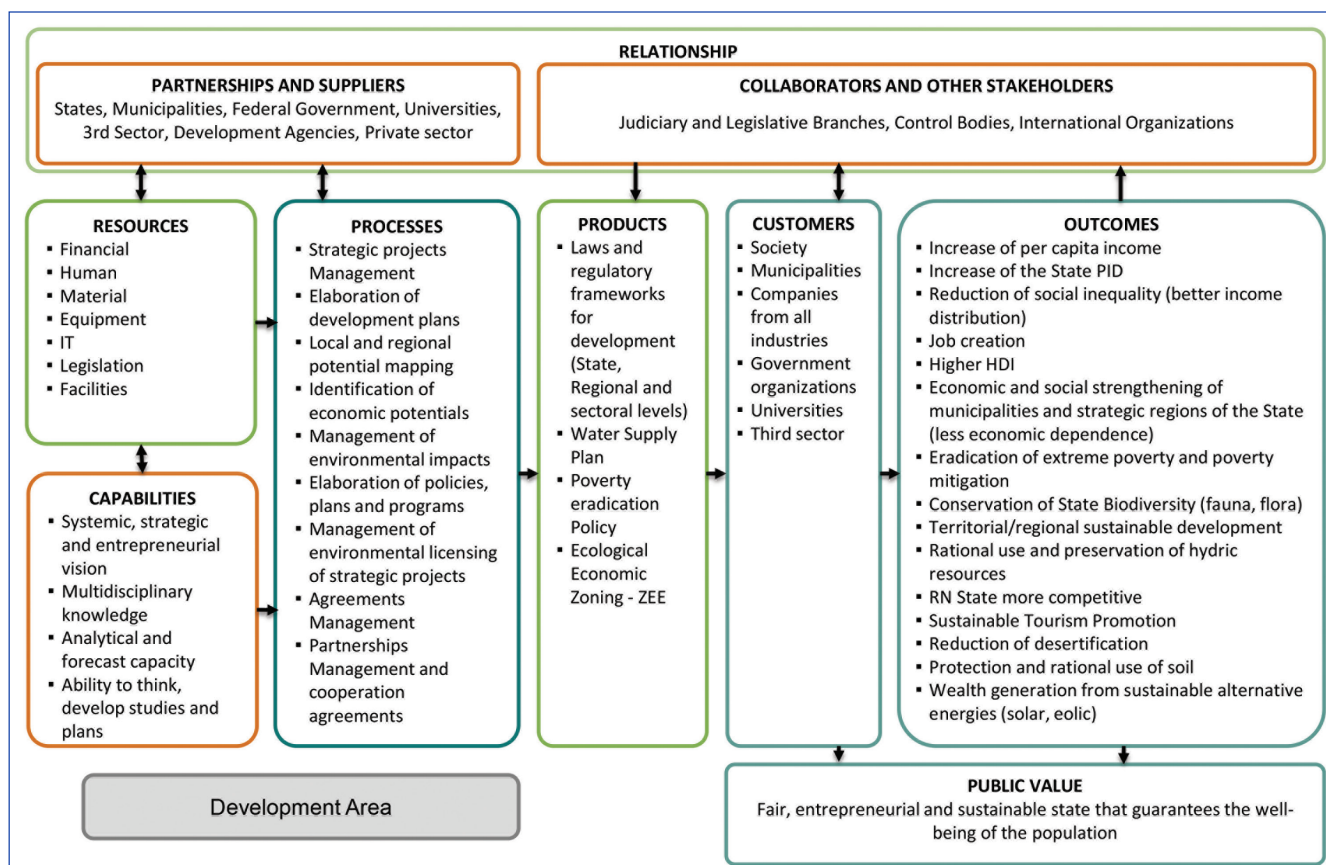 RELATIONSHIP
PARTNERSHIPS AND SUPPLIERS
States, Municipalities, Federal Government, Universities,
3rd Sector, Development Agencies, Private sector
COLLABORATORS AND OTHER STAKEHOLDERS
Judiciary and Legislative Branches, Control Bodies, International Organizations
RESOURCES
▪ Financial
▪ Human
▪ Material
▪ Equipment
▪ IT
▪ Legislation
▪ Facilities
CAPABILITIES
▪ Systemic, strategic
and entrepreneurial
vision
▪ Multidisciplinary
knowledge
▪ Analytical and
forecast capacity
▪ Ability to think,
develop studies and
plans
PROCESSES
▪ Strategic projects
Management
▪ Elaboration of
development plans
▪ Local and regional
potential mapping
▪ Identification of
economic potentials
▪ Management of
environmental impacts
▪ Elaboration of policies,
plans and programs
▪ Management of
environmental licensing
of strategic projects
▪ Agreements
Management
▪ Partnerships
Management and
cooperation
agreements
PRODUCTS
▪ Laws and
regulatory
frameworks
for
development
(State,
Regional and
sectoral levels)
▪ Water Supply
Plan
▪ Poverty
eradication
Policy
▪ Ecological
Economic
Zoning - ZEE
CUSTOMERS
▪ Society
▪ Municipalities
▪ Companies
from all
industries
▪ Government
organizations
▪ Universities
▪ Third sector
OUTCOMES
▪ Increase of per capita income
▪ Increase of the State PID
▪ Reduction of social inequality (better income
distribution)
▪ Job creation
▪ Higher HDI
▪ Economic and social strengthening of
municipalities and strategic regions of the State
(less economic dependence)
▪ Eradication of extreme poverty and poverty
mitigation
▪ Conservation of State Biodiversity (fauna, flora)
▪ Territorial/regional sustainable development
▪ Rational use and preservation of hydric
resources
▪ RN State more competitive
▪ Sustainable Tourism Promotion
▪ Reduction of desertification
▪ Protection and rational use of soil
▪ Wealth generation from sustainable alternative
energies (solar, eolic)
Development Area
PUBLIC VALUE
Fair, entrepreneurial and sustainable state that guarantees the well-
being of the population